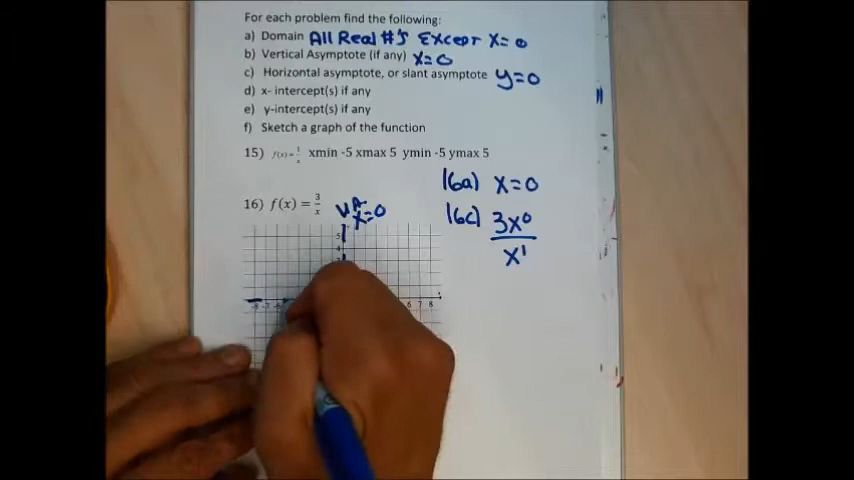 For each problem find the following:
a) Domain All Real #'s Except x=0
b) Vertical Asymptote (if any) x=0
c) Horizontal asymptote, or slant asymptote y=0
d) x- intercept(s) if any
e) y-intercept(s) if any
f) Sketch a graph of the function
15) f(x)=1/x xmin -5 xmax 5 ymin -5 ymax 5
16a) x=0
16) f(x) = 3/x
VA x=0
16c) 3x⁰/x¹